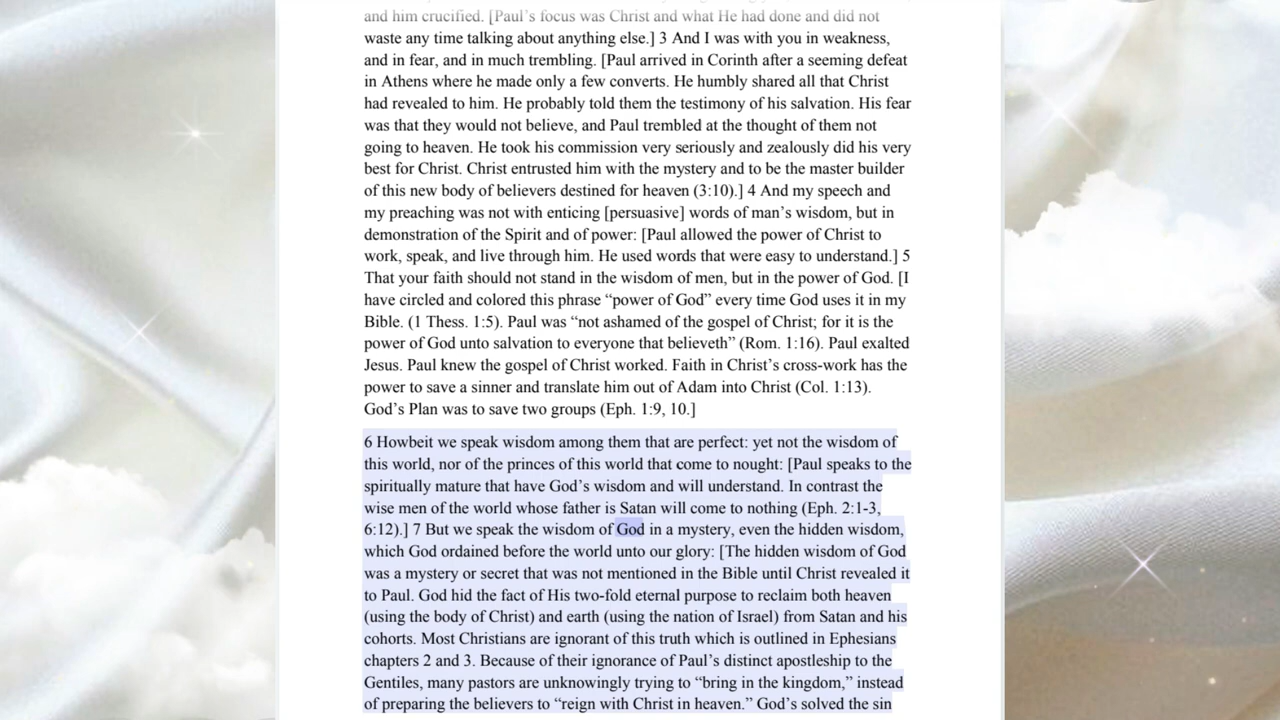 and him crucified. [Paul’s focus was Christ and what He had done and did not
waste any time talking about anything else.] 3 And I was with you in weakness,
and in fear, and in much trembling. [Paul arrived in Corinth after a seeming defeat
in Athens where he made only a few converts. He humbly shared all that Christ
had revealed to him. He probably told them the testimony of his salvation. His fear
was that they would not believe, and Paul trembled at the thought of them not
going to heaven. He took his commission very seriously and zealously did his very
best for Christ. Christ entrusted him with the mystery and to be the master builder
of this new body of believers destined for heaven (3:10).] 4 And my speech and
my preaching was not with enticing [persuasive] words of man’s wisdom, but in
demonstration of the Spirit and of power: [Paul allowed the power of Christ to
work, speak, and live through him. He used words that were easy to understand.] 5
That your faith should not stand in the wisdom of men, but in the power of God. [I
have circled and colored this phrase “power of God” every time God uses it in my
Bible. (1 Thess. 1:5). Paul was “not ashamed of the gospel of Christ; for it is the
power of God unto salvation to everyone that believeth” (Rom. 1:16). Paul exalted
Jesus. Paul knew the gospel of Christ worked. Faith in Christ’s cross-work has the
power to save a sinner and translate him out of Adam into Christ (Col. 1:13).
God’s Plan was to save two groups (Eph. 1:9, 10.]
6 Howbeit we speak wisdom among them that are perfect: yet not the wisdom of
this world, nor of the princes of this world that come to nought: [Paul speaks to the
spiritually mature that have God’s wisdom and will understand. In contrast the
wise men of the world whose father is Satan will come to nothing (Eph. 2:1-3,
6:12).] 7 But we speak the wisdom of God in a mystery, even the hidden wisdom,
which God ordained before the world unto our glory: [The hidden wisdom of God
was a mystery or secret that was not mentioned in the Bible until Christ revealed it
to Paul. God hid the fact of His two-fold eternal purpose to reclaim both heaven
(using the body of Christ) and earth (using the nation of Israel) from Satan and his
cohorts. Most Christians are ignorant of this truth which is outlined in Ephesians
chapters 2 and 3. Because of their ignorance of Paul’s distinct apostleship to the
Gentiles, many pastors are unknowingly trying to “bring in the kingdom,” instead
of preparing the believers to “reign with Christ in heaven.” God’s solved the sin